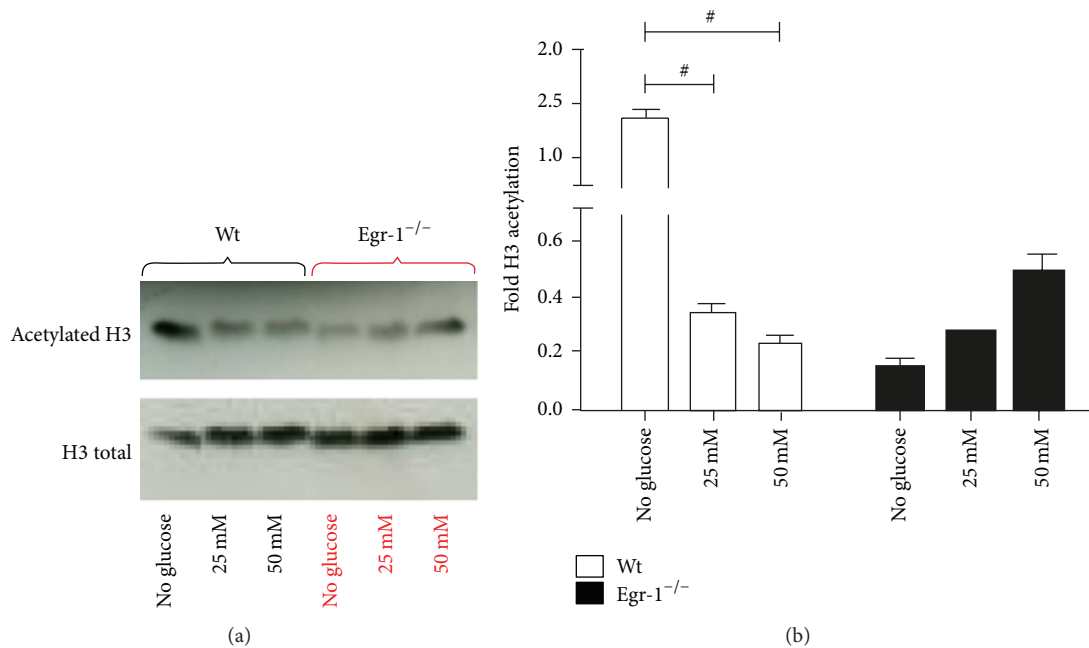 Wt
Egr-1−/−
Acetylated H3
H3 total
No glucose
25 mM
50 mM
No glucose
25 mM
50 mM
(a)
#
#
2.0
2.5
1.0
0.6
0.4
0.2
0.0
Fold H3 acetylation
No glucose
25 mM
50 mM
No glucose
25 mM
50 mM
Wt
Egr-1−/−
(b)